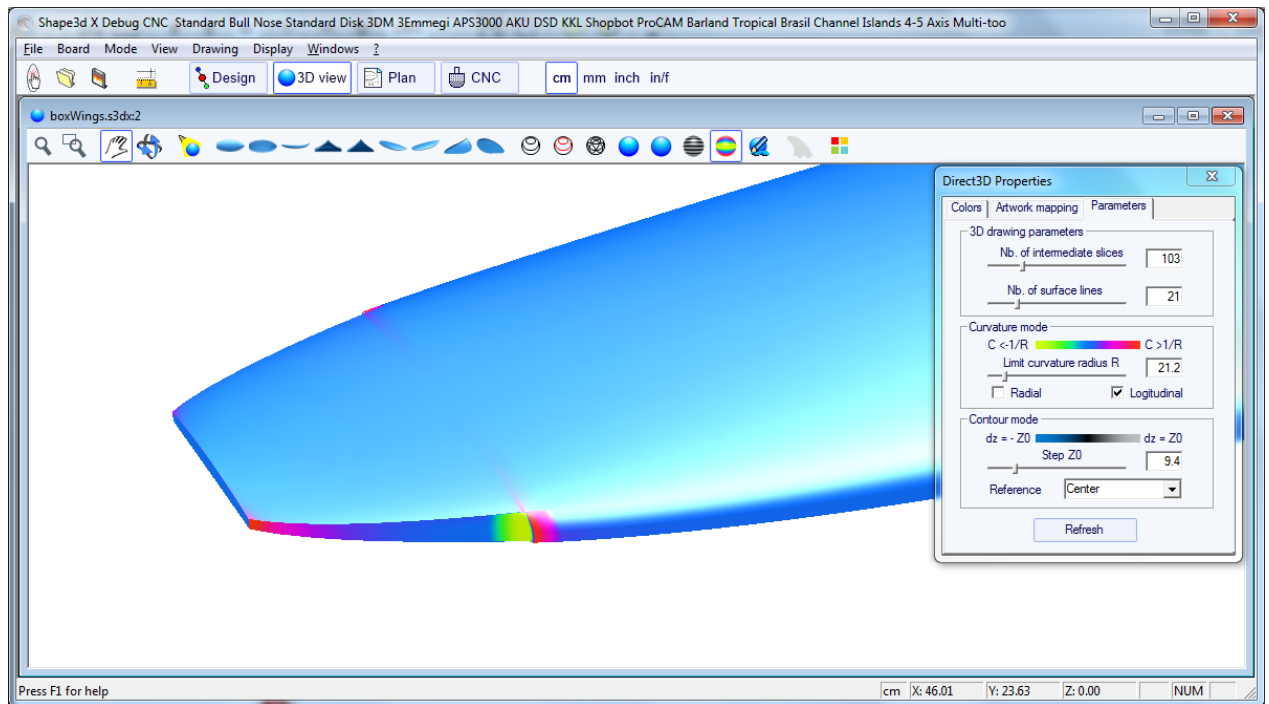 Shape3d X Debug CNC Standard Bull Nose Standard Disk 3DM 3Emmegi APS3000 AKU DSD KKL Shopbot ProCAM Barland Tropical Brasil Channel Islands 4-5 Axis Multi-too
File Board Mode View Drawing Display Windows ?
Design 3D view Plan CNC cm mm inch in/f
boxWings.s3dx:2
Direct3D Properties
Colors Artwork mapping Parameters
3D drawing parameters
Nb. of intermediate slices
103
Nb. of surface lines
21
Curvature mode
C <-1/R C >1/R
Limit curvature radius R
21.2
Radial Logitudinal
Contour mode
dz = - Z0 dz = Z0
Step Z0
9.4
Reference Center
Refresh
Press F1 for help cm X: 46.01 Y: 23.63 Z: 0.00 NUM